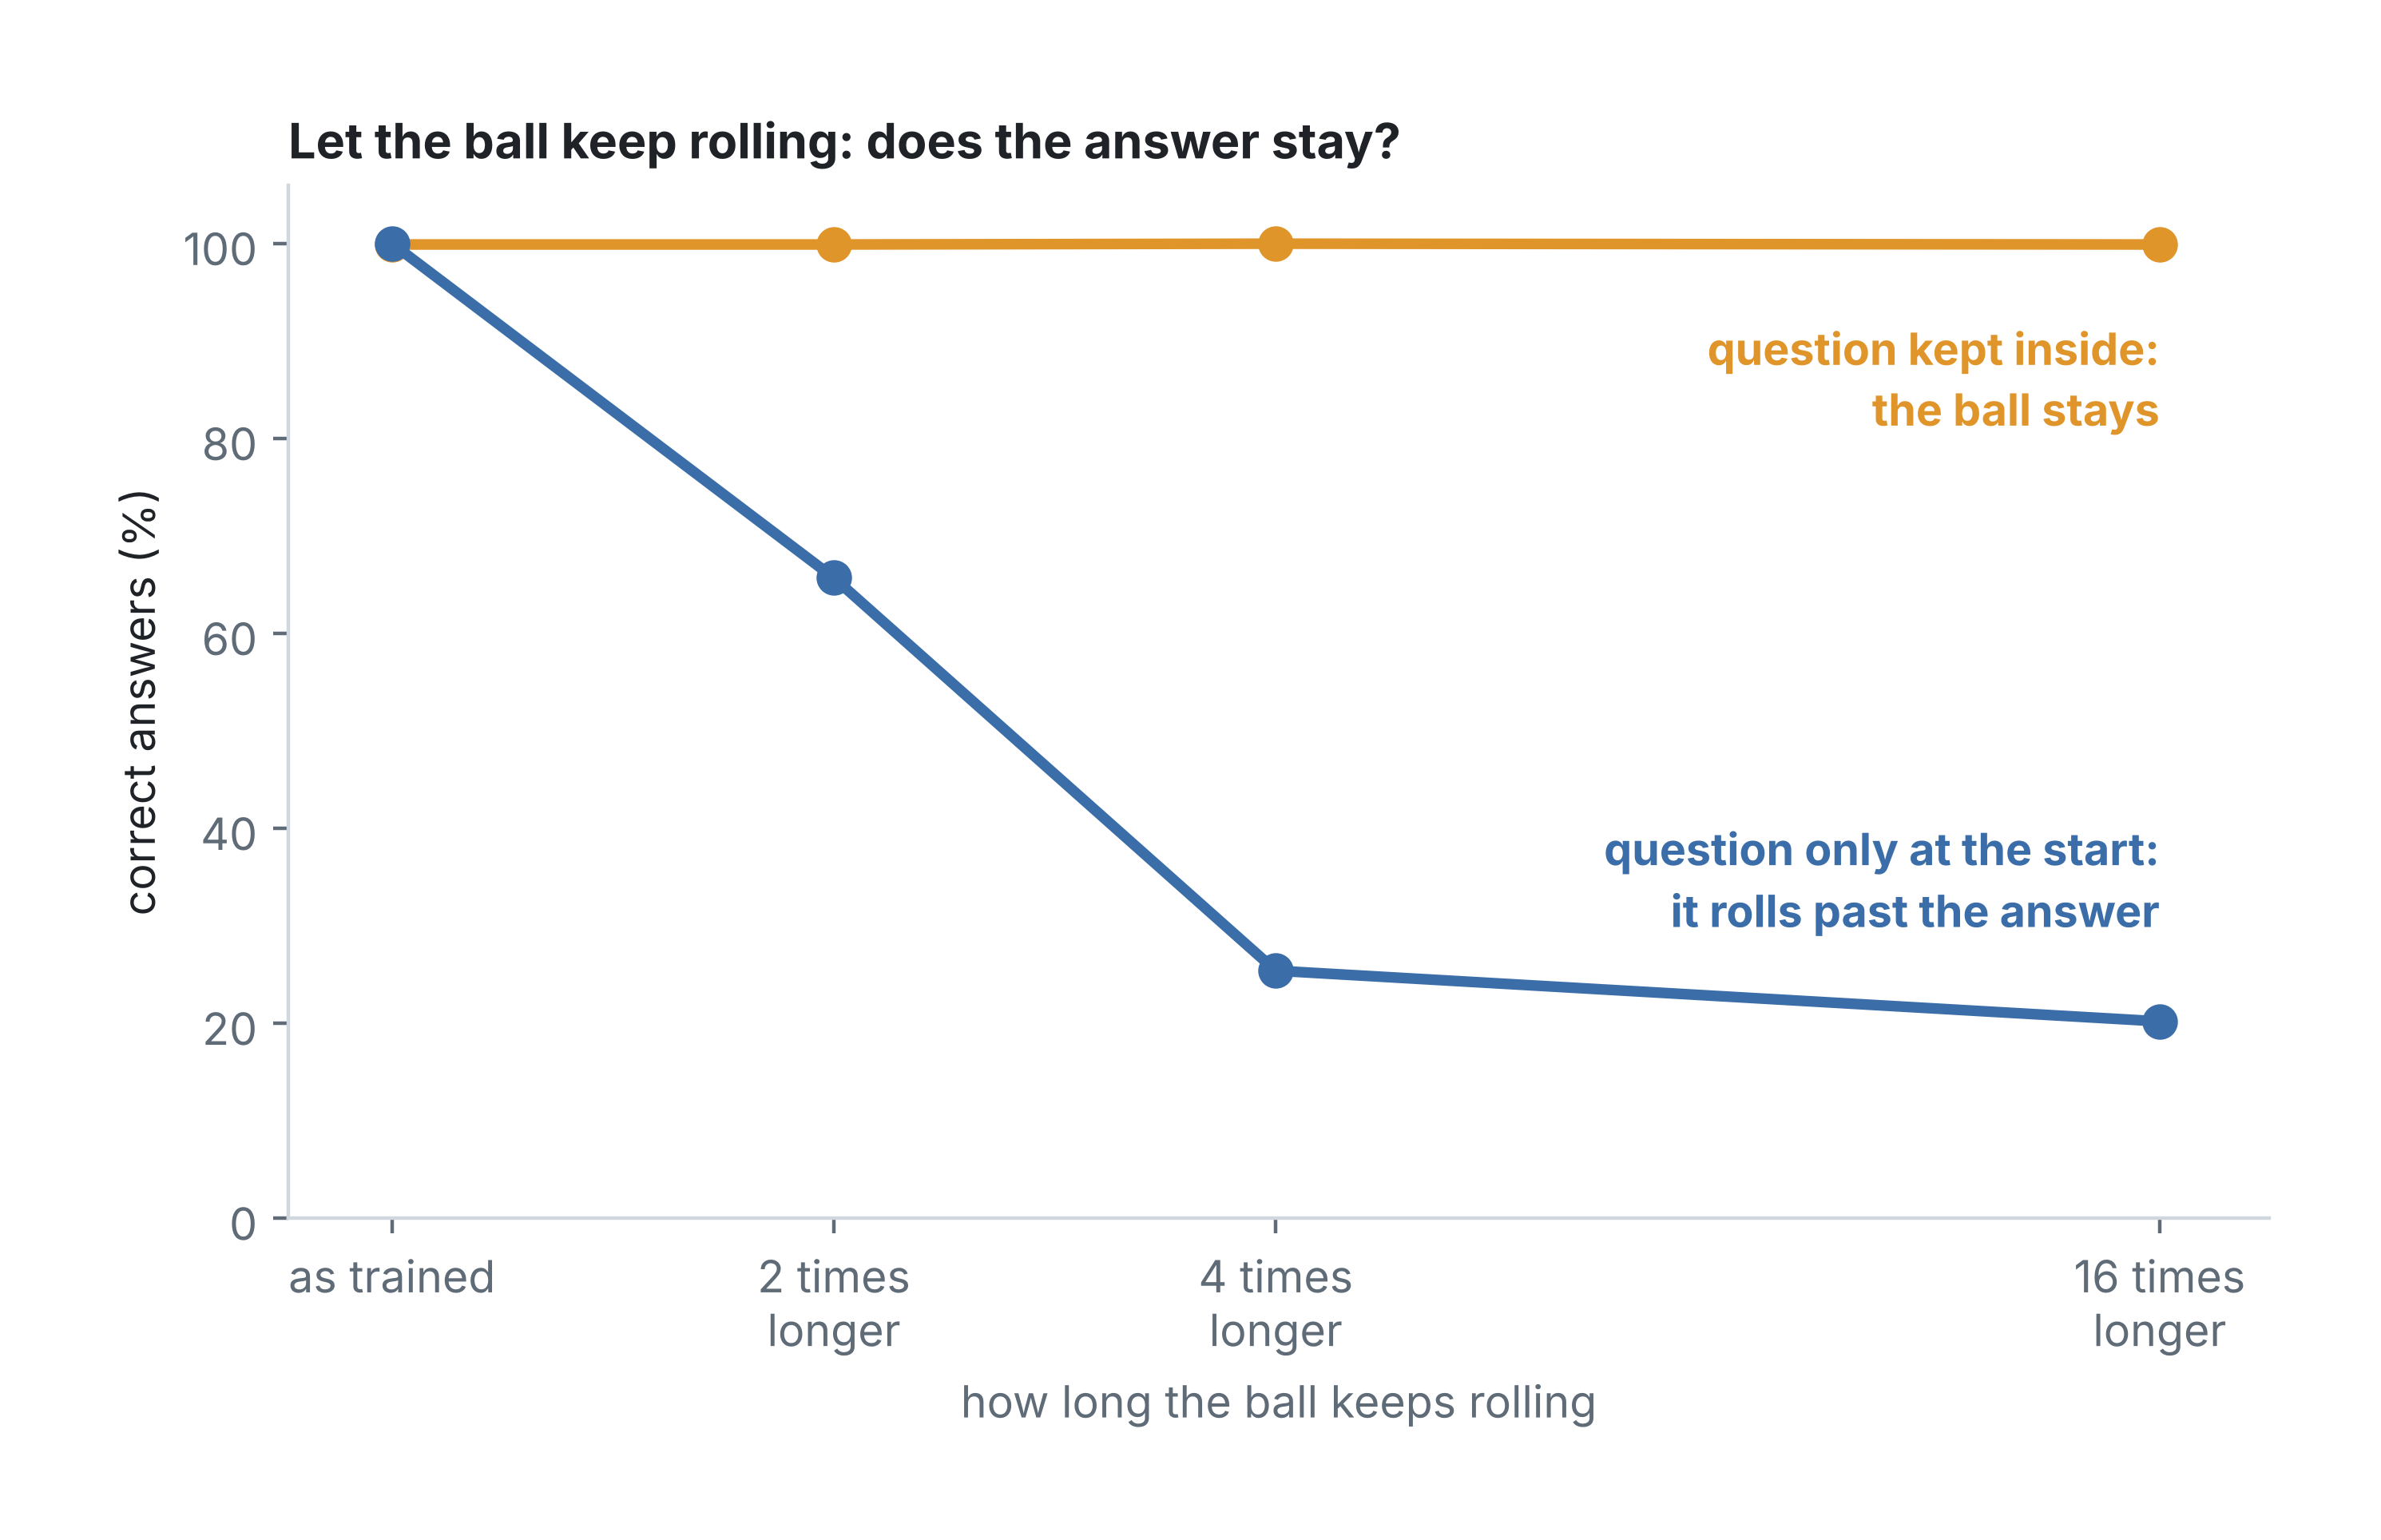 Let the ball keep rolling: does the answer stay?
correct answers (%)
100
80
60
40
20
0
question kept inside:
the ball stays
question only at the start:
it rolls past the answer
as trained
2 times
longer
4 times
longer
16 times
longer
how long the ball keeps rolling